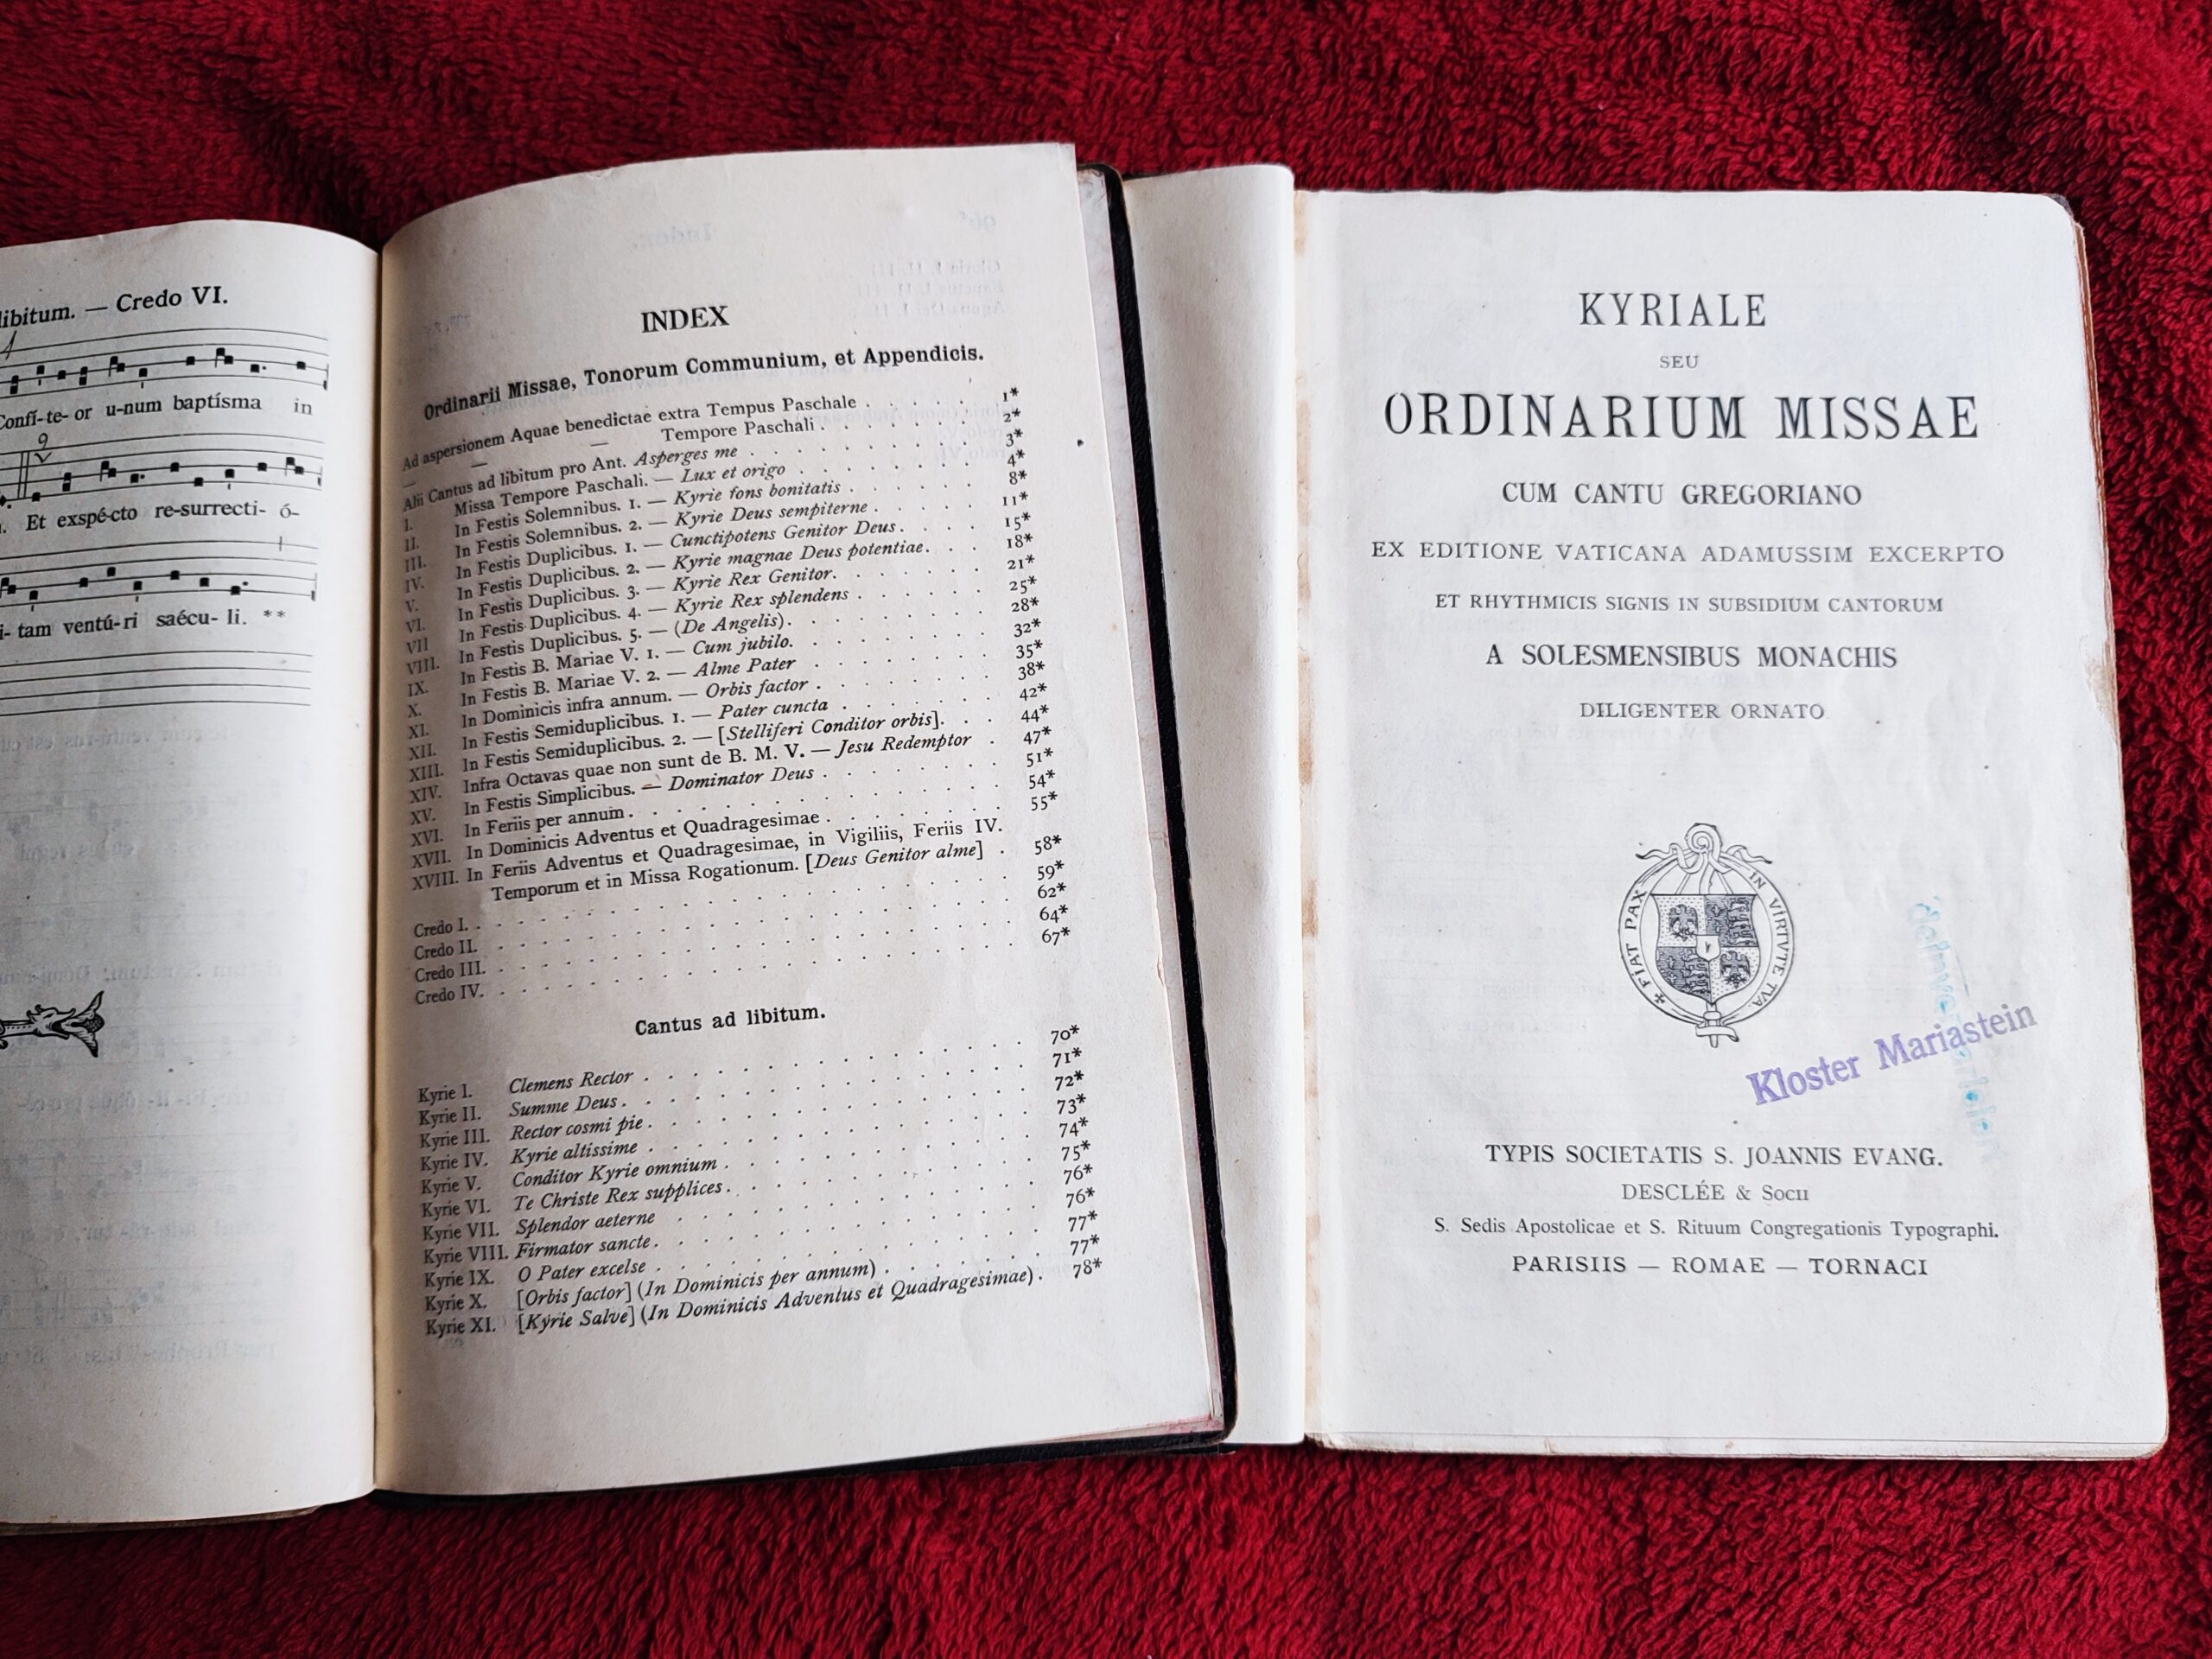 libitum. — Credo VI.
Confí-te-or u-num baptísma in
Et exspé-cto re-surrecti- ó-
i-tam ventú-ri saécu- li. **
INDEX
Ordinarii Missae, Tonorum Communium, et Appendicis.
Ad aspersionem Aquae benedictae extra Tempus Paschale . . . . . 1*
— — Tempore Paschali . . . . . . . 2*
Alii Cantus ad libitum pro Ant. Asperges me . . . . . . . . 3*
I. Missa Tempore Paschali. — Lux et origo . . . . . . . 4*
II. In Festis Solemnibus. 1. — Kyrie fons bonitatis . . . . . 8*
III. In Festis Solemnibus. 2. — Kyrie Deus sempiterne . . . . 11*
IV. In Festis Duplicibus. 1. — Cunctipotens Genitor Deus . . . . 15*
V. In Festis Duplicibus. 2. — Kyrie magnae Deus potentiae . . . 18*
VI. In Festis Duplicibus. 3. — Kyrie Rex Genitor. . . . . . . 21*
VII In Festis Duplicibus. 4. — Kyrie Rex splendens . . . . . . 25*
VIII. In Festis Duplicibus. 5. — (De Angelis). . . . . . . . 28*
IX. In Festis B. Mariae V. 1. — Cum jubilo. . . . . . . . 32*
X. In Festis B. Mariae V. 2. — Alme Pater . . . . . . . 35*
XI. In Dominicis infra annum. — Orbis factor . . . . . . . 38*
XII. In Festis Semiduplicibus. 1. — Pater cuncta . . . . . . 42*
XIII. In Festis Semiduplicibus. 2. — [Stelliferi Conditor orbis]. . . 44*
XIV. Infra Octavas quae non sunt de B. M. V. — Jesu Redemptor . 47*
XV. In Festis Simplicibus. — Dominator Deus . . . . . . . 51*
XVI. In Feriis per annum . . . . . . . . . . . . 54*
XVII. In Dominicis Adventus et Quadragesimae . . . . . . . 55*
XVIII. In Feriis Adventus et Quadragesimae, in Vigiliis, Feriis IV.
Temporum et in Missa Rogationum. [Deus Genitor alme] . 58*
Credo I. . . . . . . . . . . . . . . . . 59*
Credo II. . . . . . . . . . . . . . . . . 62*
Credo III. . . . . . . . . . . . . . . . . 64*
Credo IV. . . . . . . . . . . . . . . . . 67*
Cantus ad libitum.
Kyrie I. Clemens Rector . . . . . . . . . . . . 70*
Kyrie II. Summe Deus . . . . . . . . . . . . 71*
Kyrie III. Rector cosmi pie . . . . . . . . . . . . 72*
Kyrie IV. Kyrie altissime . . . . . . . . . . . . 73*
Kyrie V. Conditor Kyrie omnium . . . . . . . . . . 74*
Kyrie VI. Te Christe Rex supplices . . . . . . . . . . 75*
Kyrie VII. Splendor aeterne . . . . . . . . . . . . 76*
Kyrie VIII. Firmator sancte . . . . . . . . . . . . 76*
Kyrie IX. O Pater excelse . . . . . . . . . . . . 77*
Kyrie X. [Orbis factor] (In Dominicis per annum) . . . . . 77*
Kyrie XI. [Kyrie Salve] (In Dominicis Adventus et Quadragesimae) . 78*
KYRIALE
SEU
ORDINARIUM MISSAE
CUM CANTU GREGORIANO
EX EDITIONE VATICANA ADAMUSSIM EXCERPTO
ET RHYTHMICIS SIGNIS IN SUBSIDIUM CANTORUM
A SOLESMENSIBUS MONACHIS
DILIGENTER ORNATO
✠ FIAT PAX IN VIRTVTE TVA
Kloster Mariastein
TYPIS SOCIETATIS S. JOANNIS EVANG.
DESCLÉE & SOCII
S. Sedis Apostolicae et S. Rituum Congregationis Typographi.
PARISIIS — ROMAE — TORNACI